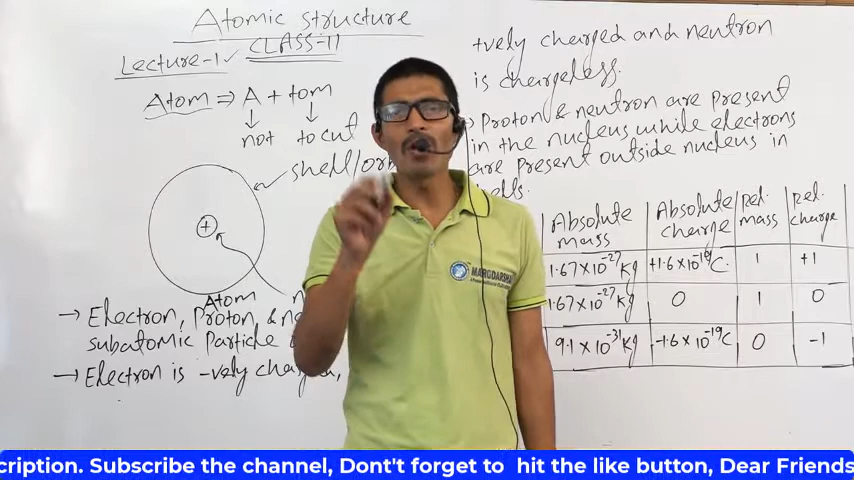 Atomic structure
Lecture-1 ✓ CLASS-11
Atom ⇒ A + tom
↓ ↓
not to cut
shell/orb
+
Atom
→ Electron, Proton & ne
subatomic Particle
→ Electron is -vely charged,
+vely charged and neutron
is chargeless.
Proton & neutron are present
in the nucleus while electrons
are present outside nucleus in
shells.
Absolute mass | Absolute charge | Rel. mass | Rel. charge
1.67×10⁻²⁷ Kg | +1.6×10⁻¹⁹ C | 1 | +1
1.67×10⁻²⁷ Kg | 0 | 1 | 0
9.1×10⁻³¹ Kg | -1.6×10⁻¹⁹ C | 0 | -1
MARGDARSHA
cription. Subscribe the channel, Dont't forget to hit the like button, Dear Friends